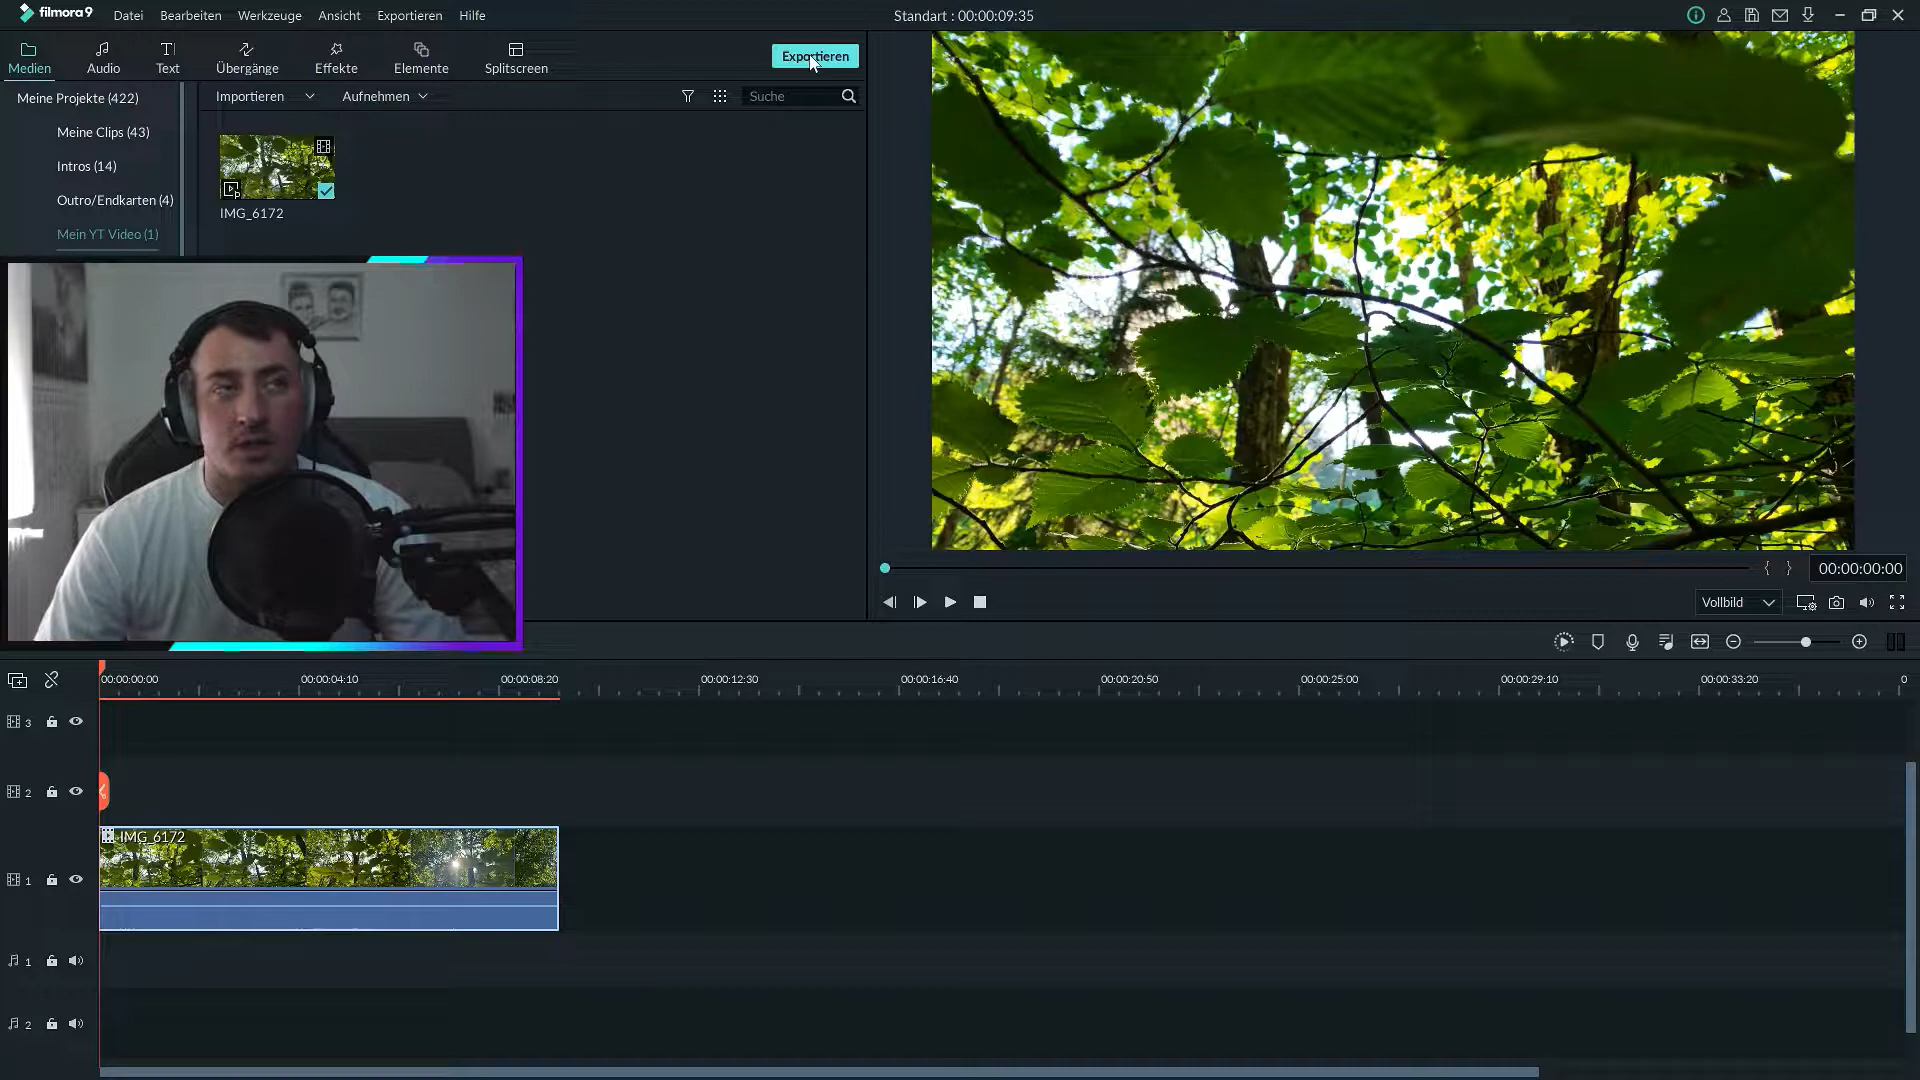 filmora9 Datei Bearbeiten Werkzeuge Ansicht Exportieren Hilfe Standart : 00:00:09:35
Medien Audio Text Übergänge Effekte Elemente Splitscreen Exportieren
Meine Projekte (422) Importieren Aufnehmen Suche
Meine Clips (43)
Intros (14)
Outro/Endkarten (4)
IMG_6172
Mein YT Video (1)
00:00:00:00
Vollbild
00:00:00:00 00:00:04:10 00:00:08:20 00:00:12:30 00:00:16:40 00:00:20:50 00:00:25:00 00:00:29:10 00:00:33:20 0
3
2
IMG_6172
1
1
2